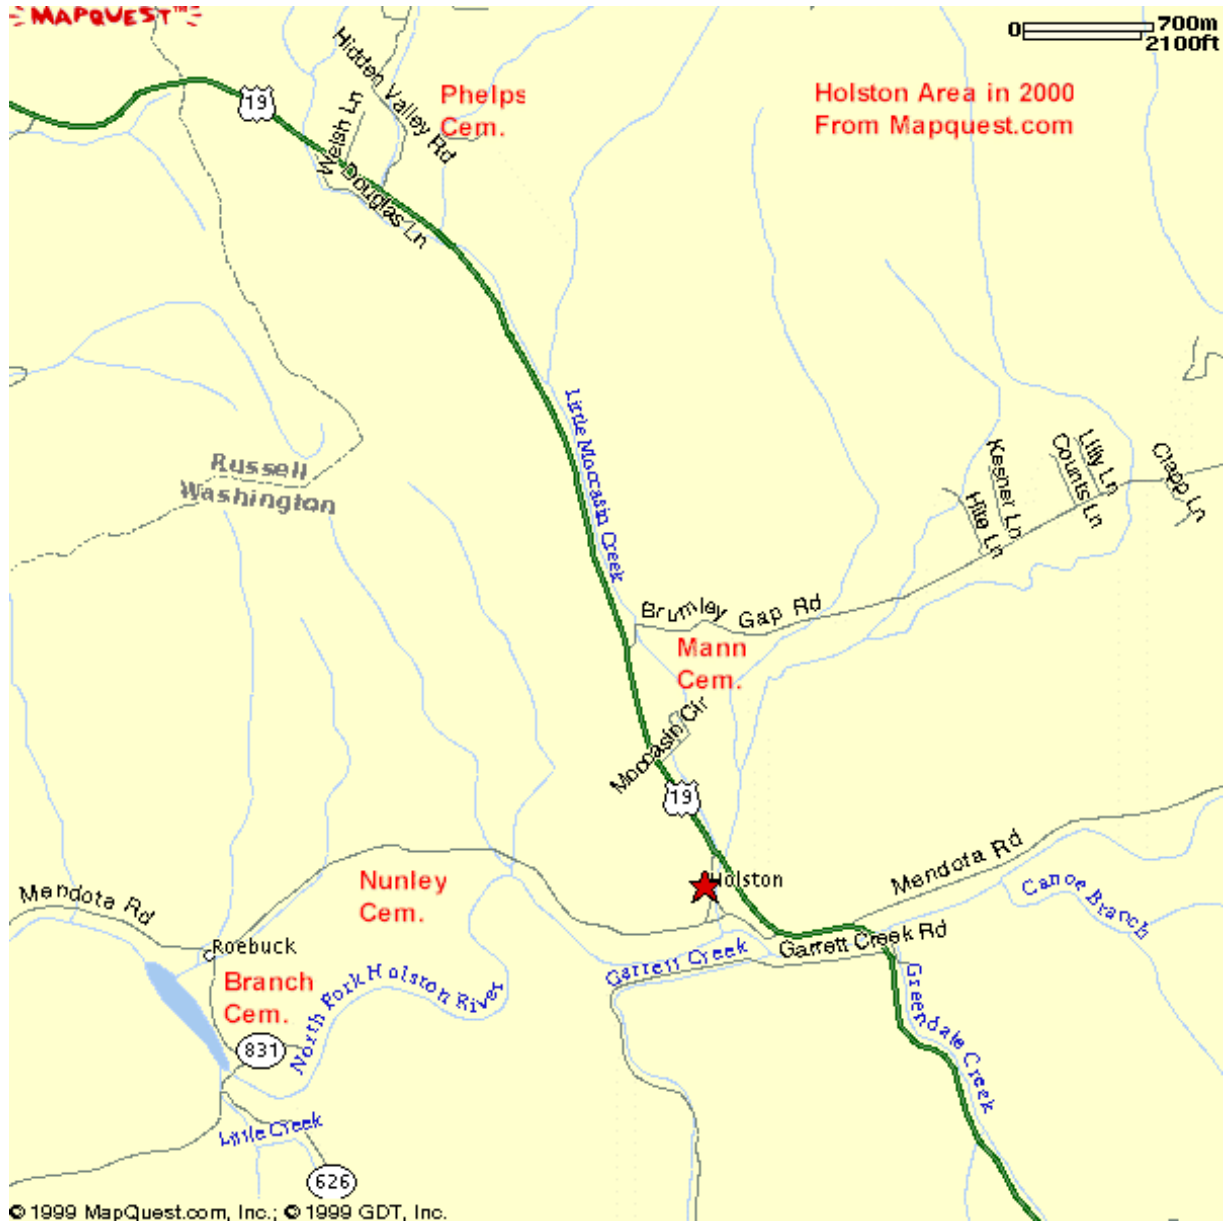 MAPQUEST™
0 700m
2100ft
Hidden Valley Rd
19
Welsh Ln
Phelps
Cem.
Holston Area in 2000
From Mapquest.com
Douglas Ln
Little Moccasin Creek
Russell
Washington
Kesner Ln
Lilly Ln
Counts Ln
Clapp Ln
Hite Ln
Brumley Gap Rd
Mann
Cem.
Moccasin Cir
19
Mendota Rd
Nunley
Cem.
Holston
Mendota Rd
Canoe Branch
Roebuck
Garrett Creek Rd
Garrett Creek
Branch
Cem.
North Fork Holston River
Greendale Creek
831
Little Creek
626
© 1999 MapQuest.com, Inc.; © 1999 GDT, Inc.